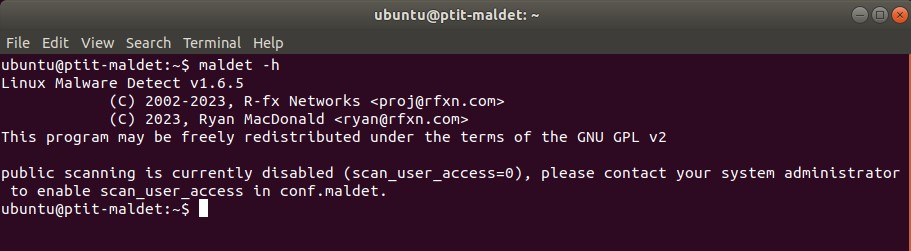 ubuntu@ptit-maldet: ~
File Edit View Search Terminal Help
ubuntu@ptit-maldet:~$ maldet -h
Linux Malware Detect v1.6.5
(C) 2002-2023, R-fx Networks <proj@rfxn.com>
(C) 2023, Ryan MacDonald <ryan@rfxn.com>
This program may be freely redistributed under the terms of the GNU GPL v2
public scanning is currently disabled (scan_user_access=0), please contact your system administrator
to enable scan_user_access in conf.maldet.
ubuntu@ptit-maldet:~$